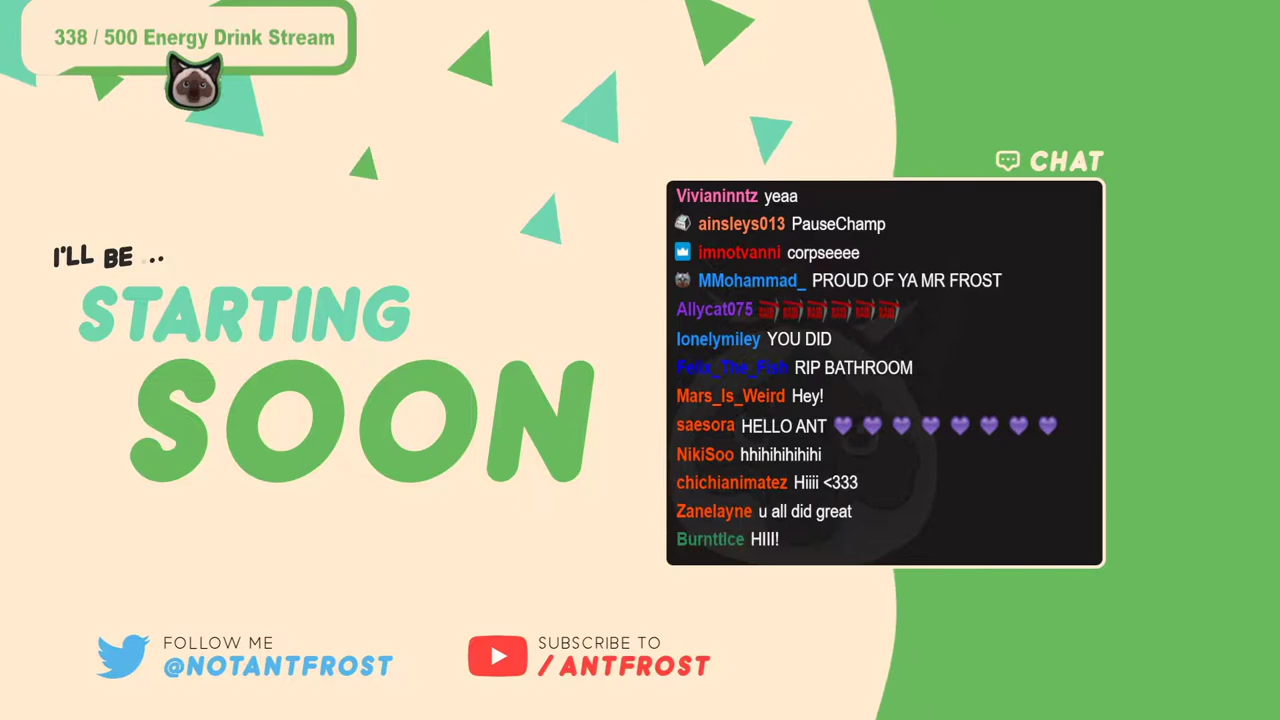 338 / 500 Energy Drink Stream
I'LL BE ...
STARTING
SOON
CHAT
Vivianinntz yeaa
ainsleys013 PauseChamp
imnotvanni corpseeee
MMohammad_ PROUD OF YA MR FROST
Allycat075
lonelymiley YOU DID
Felix_The_Fish RIP BATHROOM
Mars_Is_Weird Hey!
saesora HELLO ANT 💜 💜 💜 💜 💜 💜 💜 💜
NikiSoo hhihihihihihi
chichianimatez Hiiii <333
Zanelayne u all did great
BurnttIce HIII!
FOLLOW ME
@NOTANTFROST
SUBSCRIBE TO
/ANTFROST